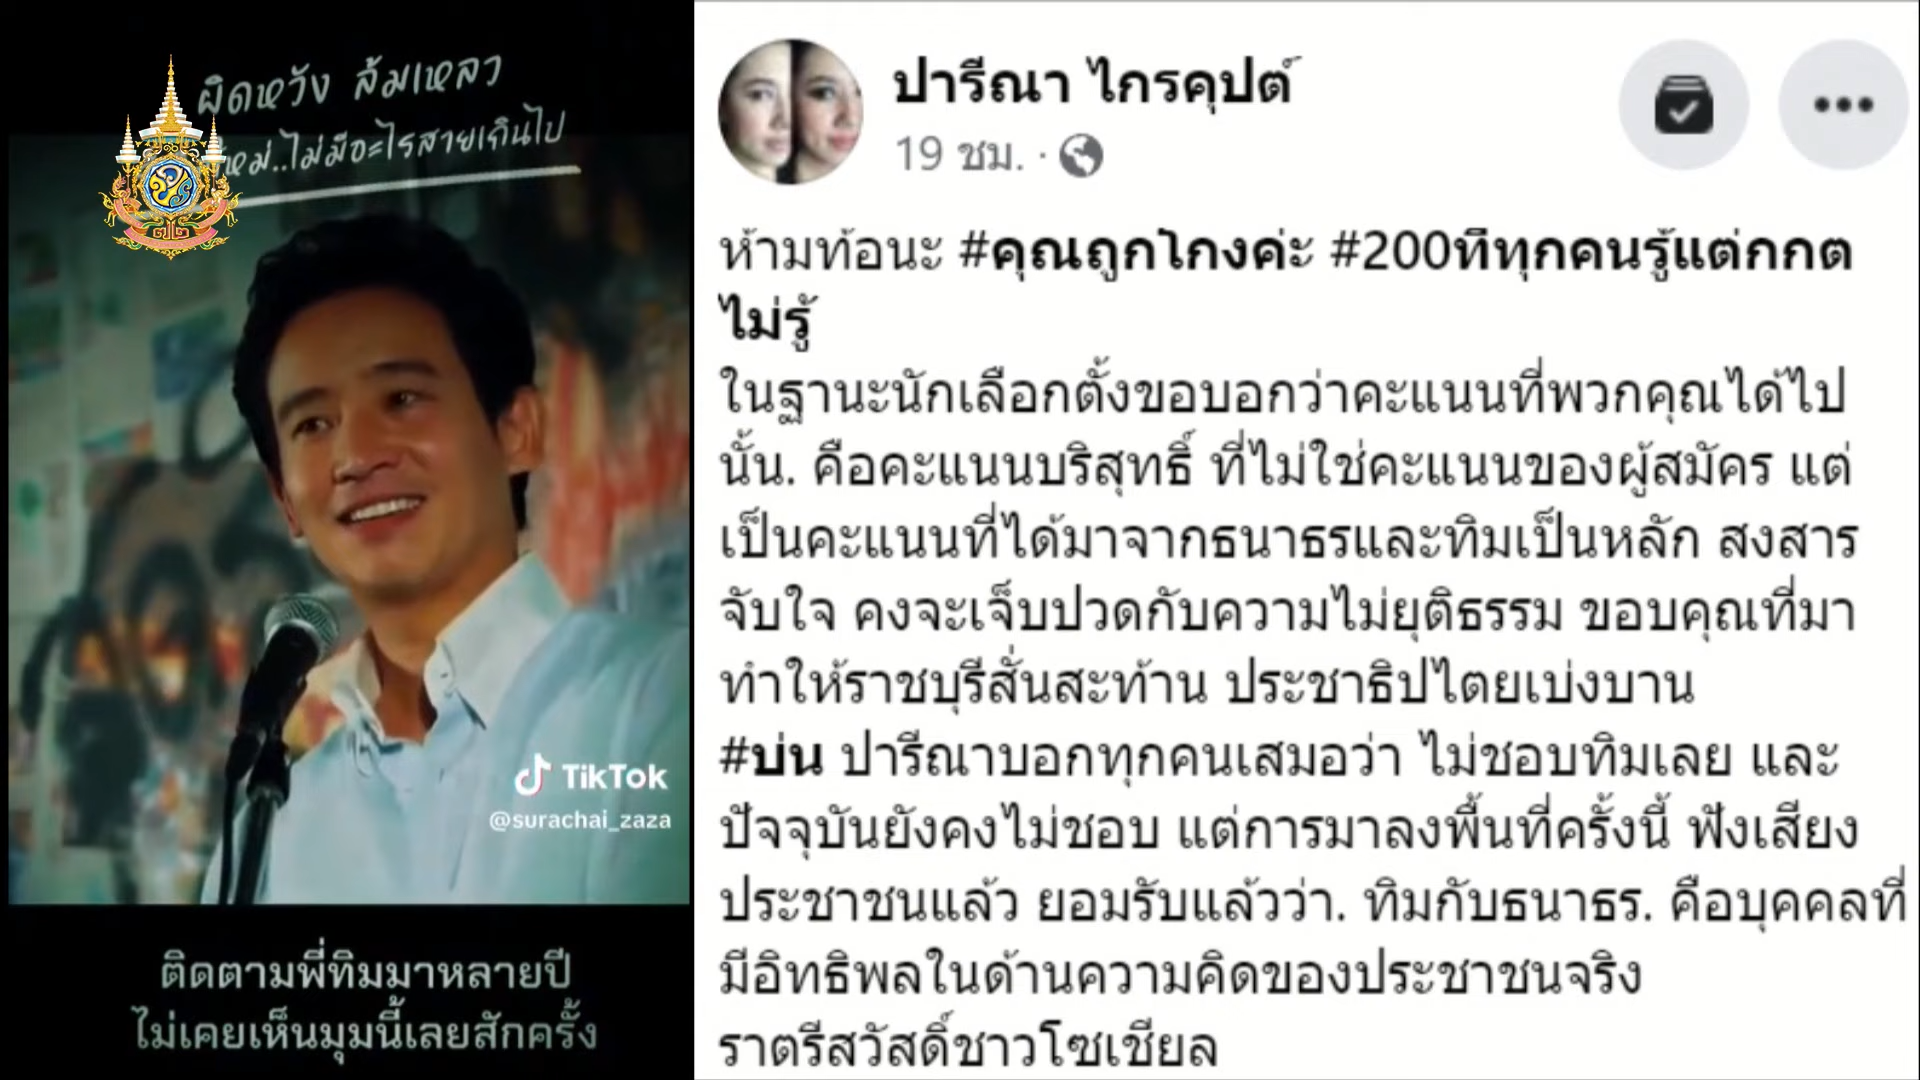 ผิดหวัง ล้มเหลว
หม่..ไม่มีอะไรสายเกินไป
๗๒
TikTok
@surachai_zaza
ติดตามพี่ทิมมาหลายปี
ไม่เคยเห็นมุมนี้เลยสักครั้ง
ปารีณา ไกรคุปต์
19 ชม. ·
ห้ามท้อนะ #คุณถูกโกงค่ะ #200ที่ทุกคนรู้แต่กกต
ไม่รู้
ในฐานะนักเลือกตั้งขอบอกว่าคะแนนที่พวกคุณได้ไป
นั้น. คือคะแนนบริสุทธิ์ ที่ไม่ใช่คะแนนของผู้สมัคร แต่
เป็นคะแนนที่ได้มาจากธนาธรและทิมเป็นหลัก สงสาร
จับใจ คงจะเจ็บปวดกับความไม่ยุติธรรม ขอบคุณที่มา
ทำให้ราชบุรีสั่นสะท้าน ประชาธิปไตยเบ่งบาน
#บ่น ปารีณาบอกทุกคนเสมอว่า ไม่ชอบทิมเลย และ
ปัจจุบันยังคงไม่ชอบ แต่การมาลงพื้นที่ครั้งนี้ ฟังเสียง
ประชาชนแล้ว ยอมรับแล้วว่า. ทิมกับธนาธร. คือบุคคลที่
มีอิทธิพลในด้านความคิดของประชาชนจริง
ราตรีสวัสดิ์ชาวโซเชียล